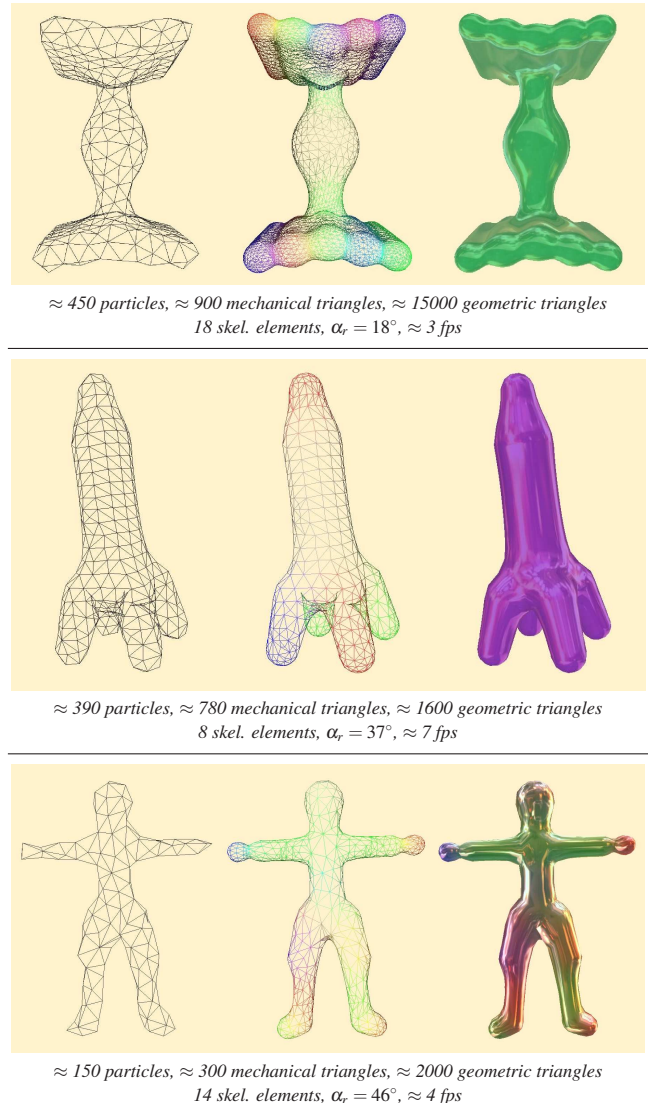 ≈ 450 particles, ≈ 900 mechanical triangles, ≈ 15000 geometric triangles
18 skel. elements, αr = 18°, ≈ 3 fps
≈ 390 particles, ≈ 780 mechanical triangles, ≈ 1600 geometric triangles
8 skel. elements, αr = 37°, ≈ 7 fps
≈ 150 particles, ≈ 300 mechanical triangles, ≈ 2000 geometric triangles
14 skel. elements, αr = 46°, ≈ 4 fps